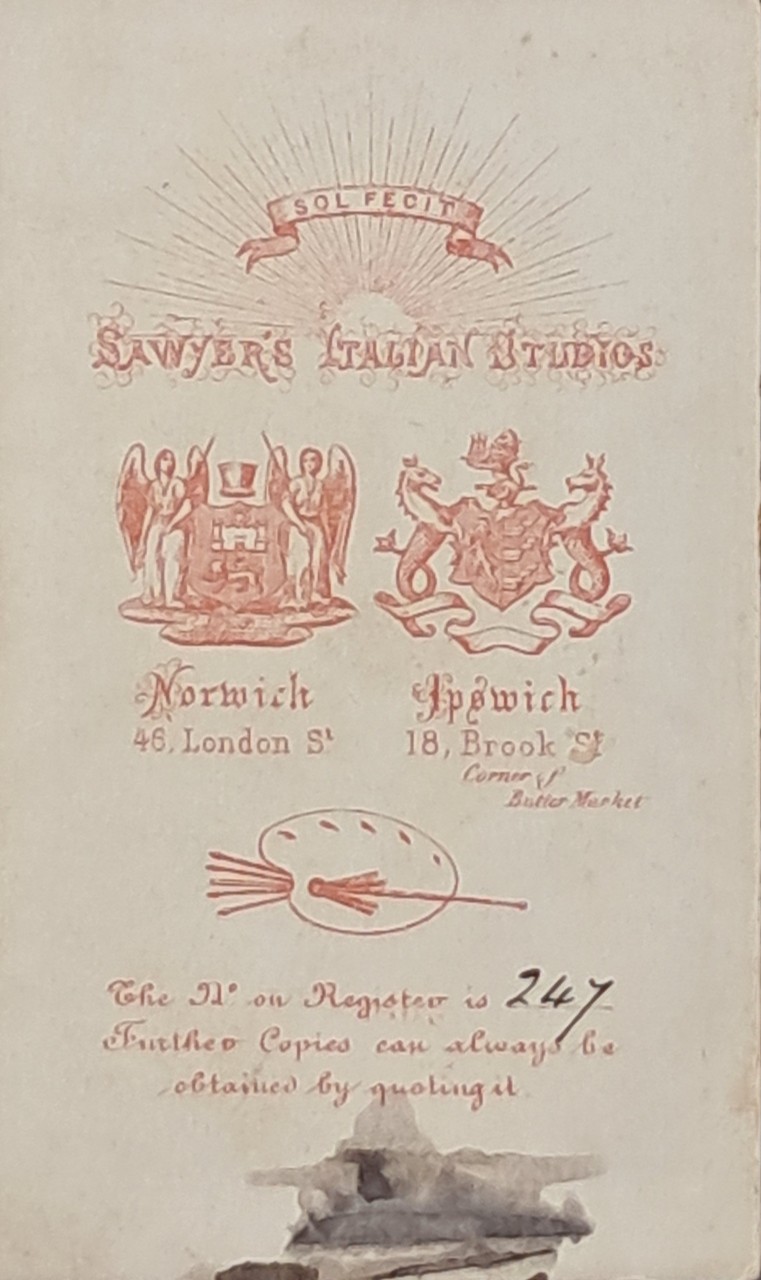 SOL FECIT
SAWYER'S ITALIAN STUDIOS
Norwich
46, London St
Ipswich
18, Brook St
Corner of
Butter Market
The No on Register is 247
Further Copies can always be
obtained by quoting it